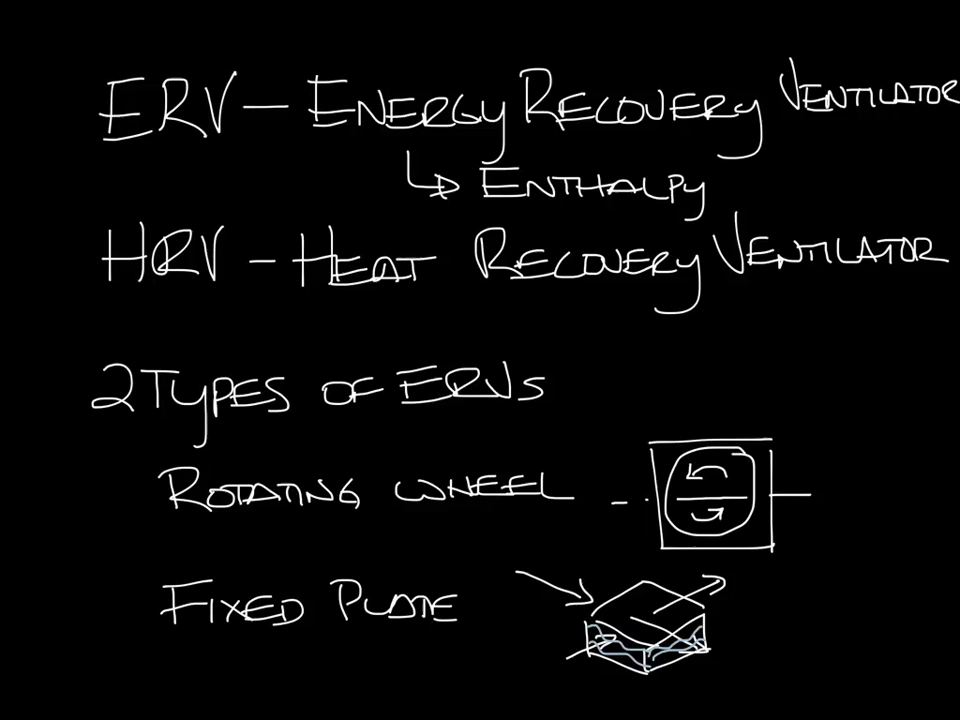 ERV - ENERGY RECOVERY VENTILATOR
ENTHALPY
HRV - HEAT RECOVERY VENTILATOR
2 TYPES OF ERVS
ROTATING WHEEL
FIXED PLATE